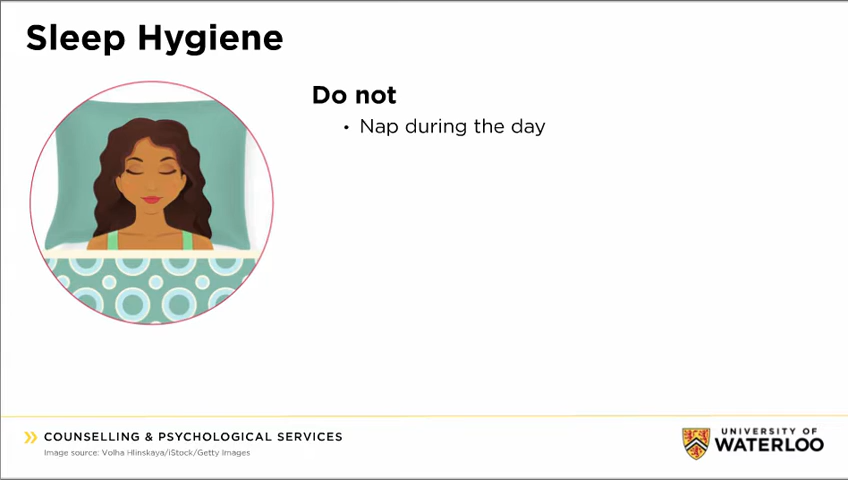 Sleep Hygiene
Do not
• Nap during the day
COUNSELLING & PSYCHOLOGICAL SERVICES
Image source: Volha Hlinskaya/iStock/Getty Images
UNIVERSITY OF
WATERLOO